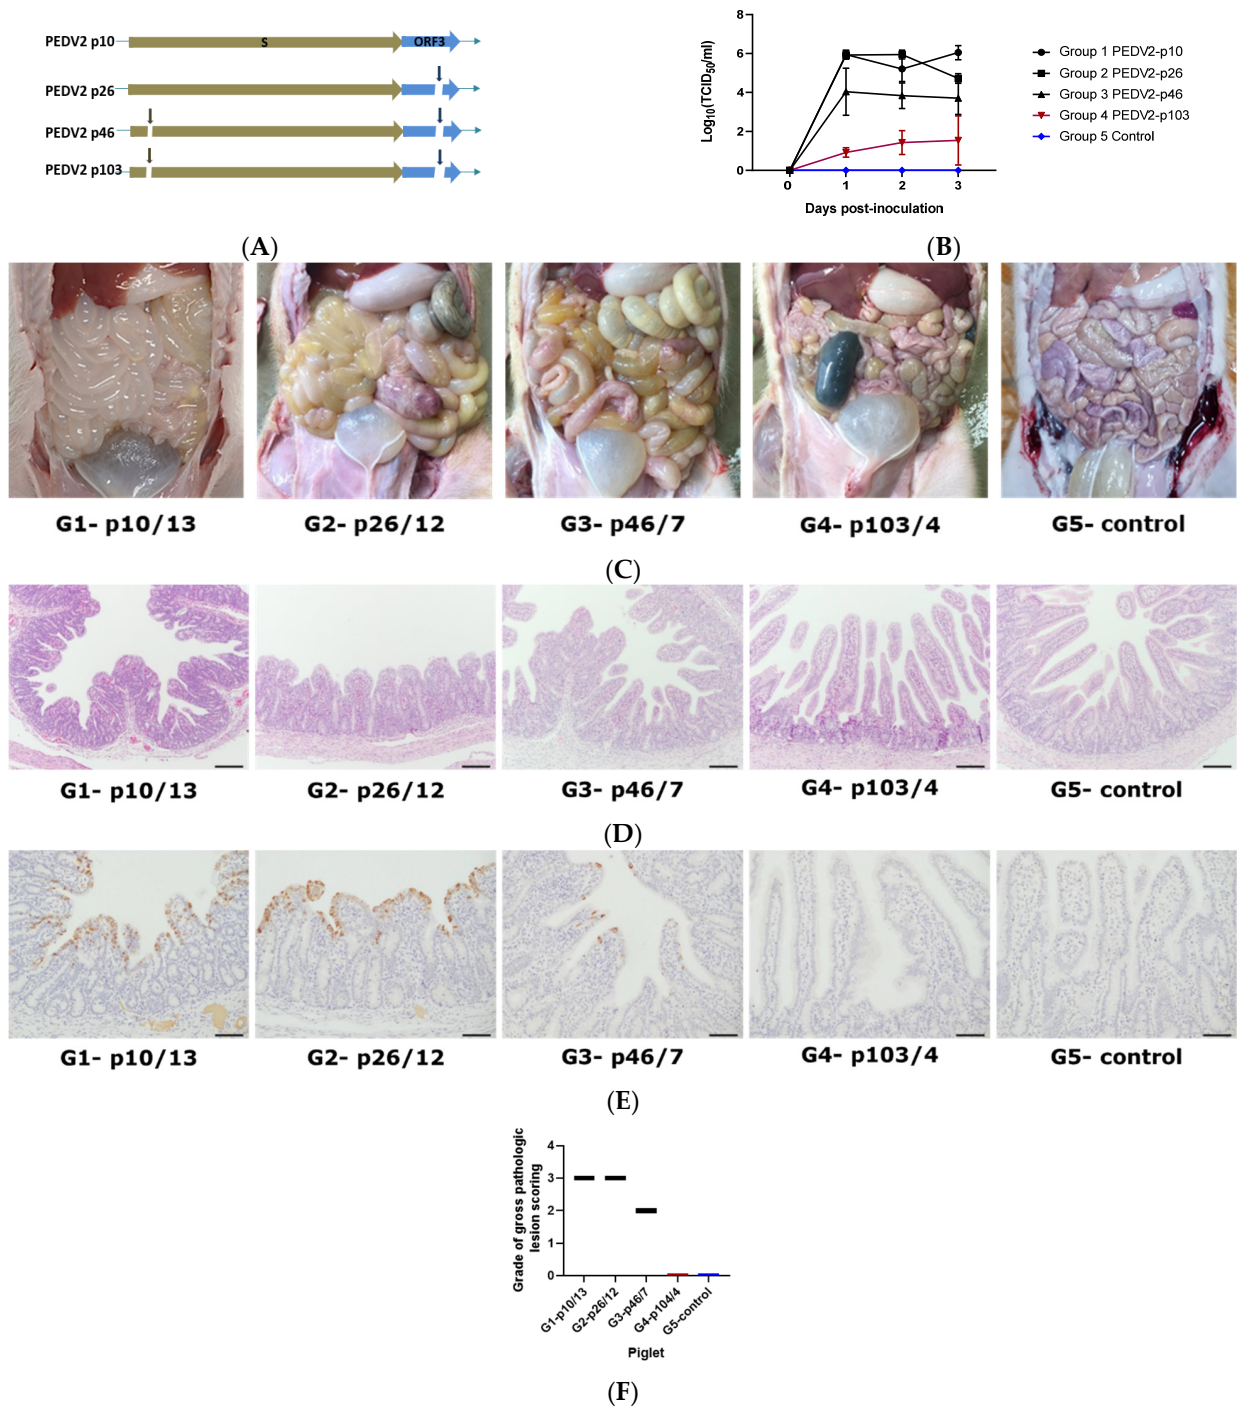 PEDV2 p10
S
ORF3
PEDV2 p26
PEDV2 p46
PEDV2 p103
(A)
Log10(TCID50/ml)
8
6
4
2
0
0 1 2 3
Days post-inoculation
Group 1 PEDV2-p10
Group 2 PEDV2-p26
Group 3 PEDV2-p46
Group 4 PEDV2-p103
Group 5 Control
(B)
G1- p10/13 G2- p26/12 G3- p46/7 G4- p103/4 G5- control
(C)
G1- p10/13 G2- p26/12 G3- p46/7 G4- p103/4 G5- control
(D)
G1- p10/13 G2- p26/12 G3- p46/7 G4- p103/4 G5- control
(E)
Grade of gross pathologic
lesion scoring
4
3
2
1
0
G1-p10/13
G2-p26/12
G3-p46/7
G4-p104/4
G5-control
Piglet
(F)